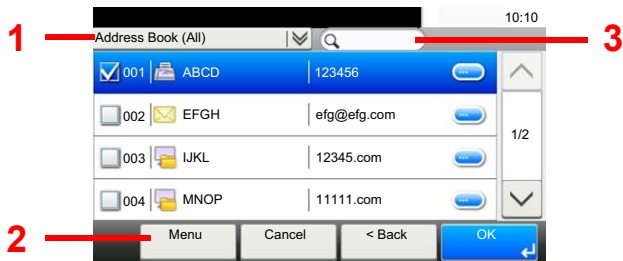 10:10
1 Address Book (All) 3
001 ABCD 123456
002 EFGH efg@efg.com
1/2
003 IJKL 12345.com
004 MNOP 11111.com
2 Menu Cancel < Back OK